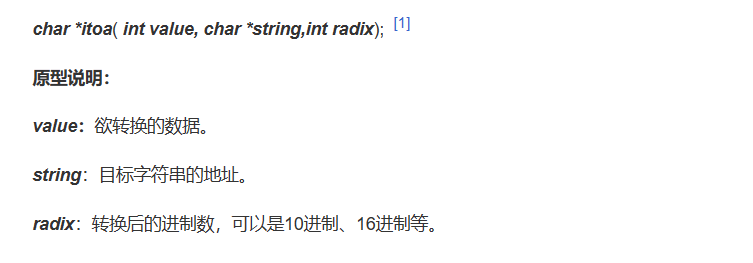 char *itoa( int value, char *string,int radix); [1]
原型说明：
value：欲转换的数据。
string：目标字符串的地址。
radix：转换后的进制数，可以是10进制、16进制等。